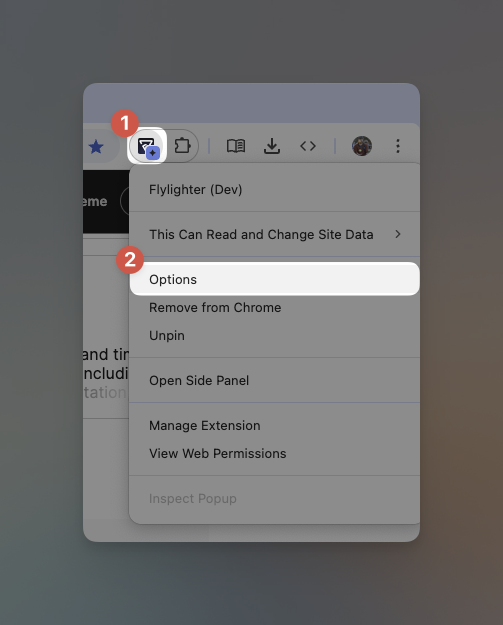 1
eme
Flylighter (Dev)
This Can Read and Change Site Data
2
Options
Remove from Chrome
Unpin
and tim
includi
tation,
Open Side Panel
Manage Extension
View Web Permissions
Inspect Popup